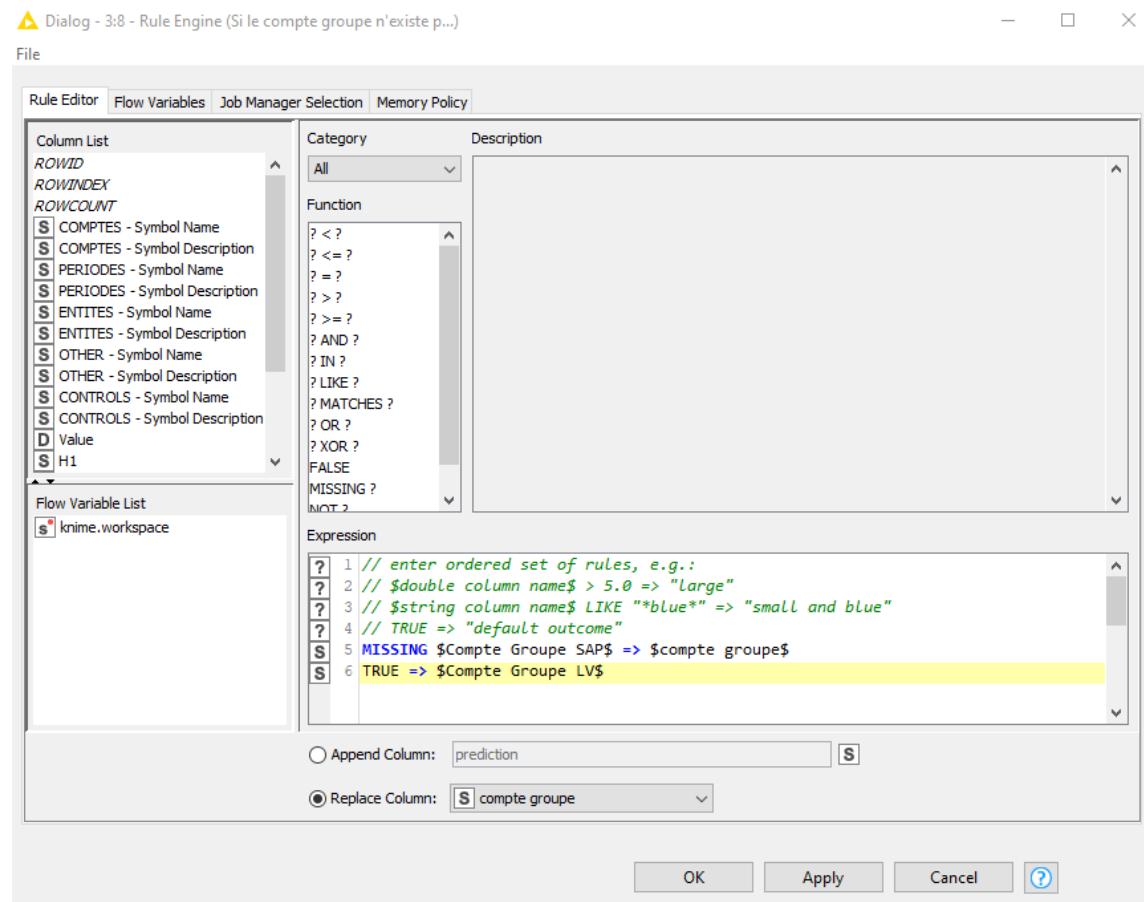 Dialog - 3:8 - Rule Engine (Si le compte groupe n'existe p...)
File
Rule Editor
Flow Variables
Job Manager Selection
Memory Policy
Column List
ROWID
ROWINDEX
ROWCOUNT
S COMPTES - Symbol Name
S COMPTES - Symbol Description
S PERIODES - Symbol Name
S PERIODES - Symbol Description
S ENTITES - Symbol Name
S ENTITES - Symbol Description
S OTHER - Symbol Name
S OTHER - Symbol Description
S CONTROLS - Symbol Name
S CONTROLS - Symbol Description
D Value
S H1
Flow Variable List
s knime.workspace
Category
All
Function
? < ?
? <= ?
? = ?
? > ?
? >= ?
? AND ?
? IN ?
? LIKE ?
? MATCHES ?
? OR ?
? XOR ?
FALSE
MISSING ?
NOT ?
Description
Expression
? 1 // enter ordered set of rules, e.g.:
? 2 // $double column name$ > 5.0 => "large"
? 3 // $string column name$ LIKE "*blue*" => "small and blue"
? 4 // TRUE => "default outcome"
S 5 MISSING $Compte Groupe SAP$ => $compte groupe$
S 6 TRUE => $Compte Groupe LV$
Append Column: prediction S
Replace Column: S compte groupe
OK
Apply
Cancel
?